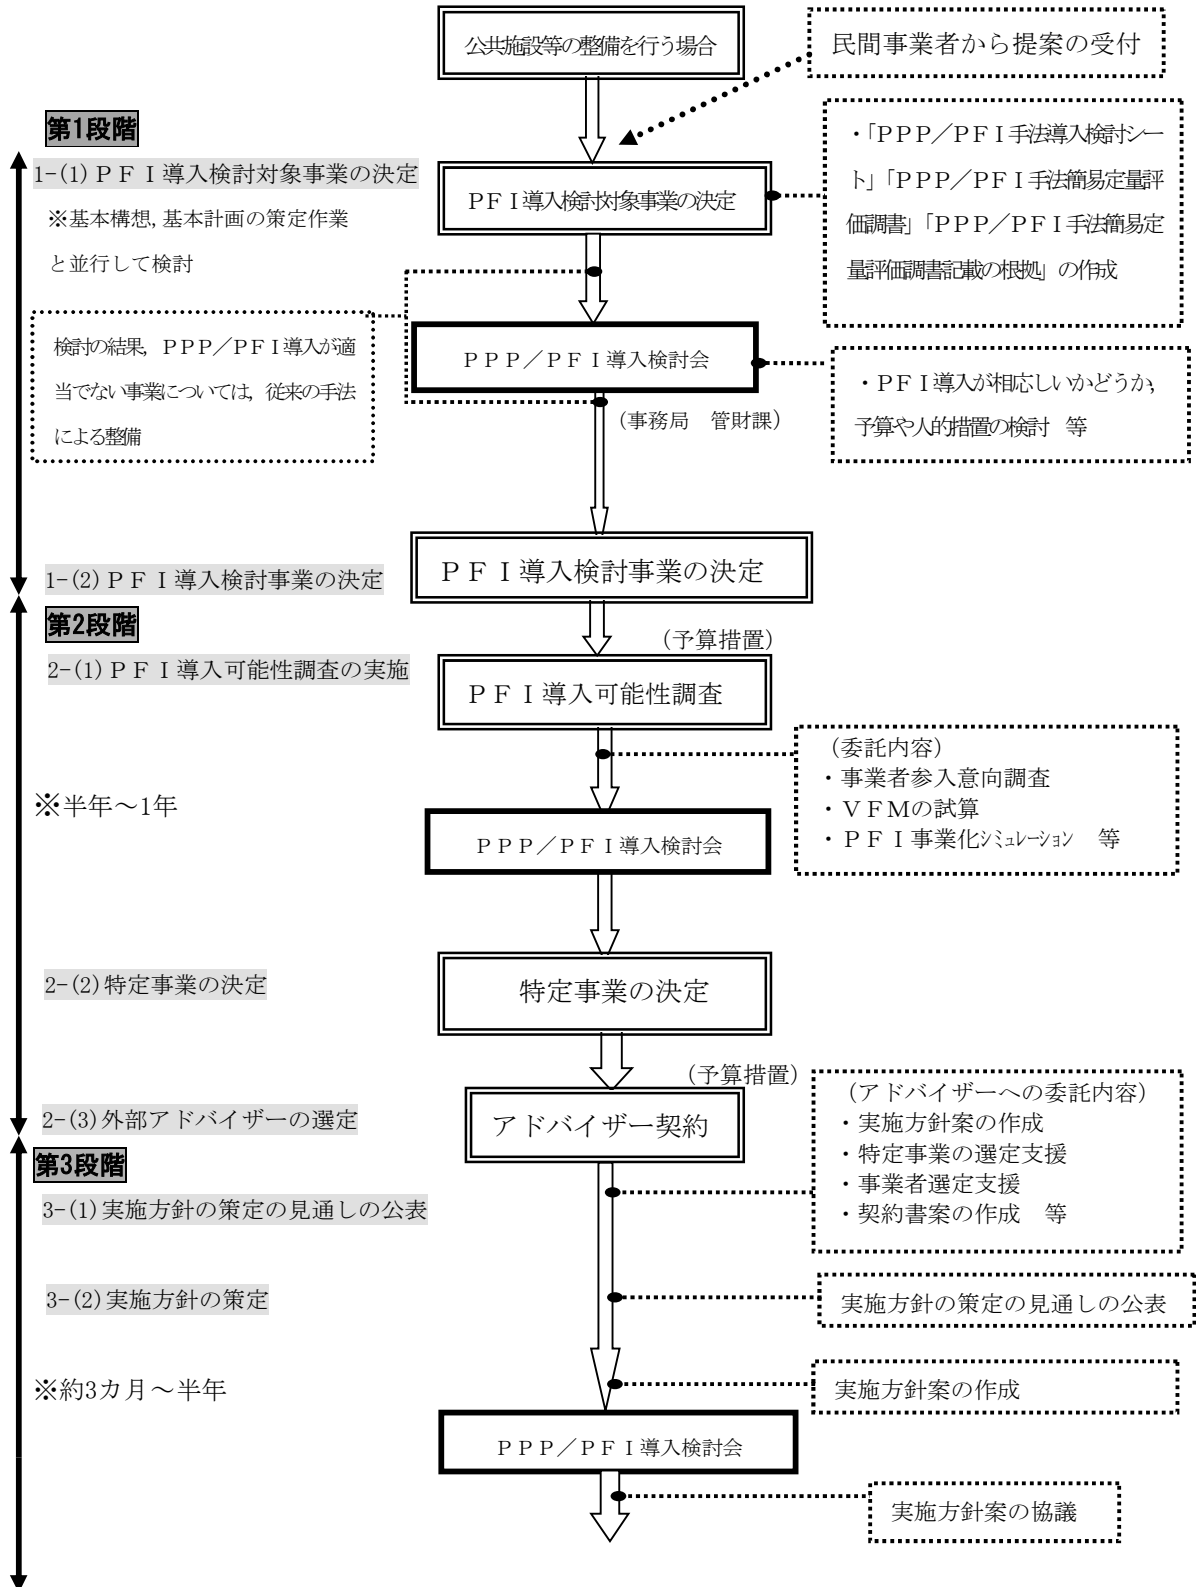 公共施設等の整備を行う場合
民間事業者から提案の受付
第1段階
1-(1)ＰＦＩ導入検討対象事業の決定
※基本構想,基本計画の策定作業
と並行して検討
ＰＦＩ導入検討対象事業の決定
・「ＰＰＰ／ＰＦＩ手法導入検討シー
ト」「ＰＰＰ／ＰＦＩ手法簡易定量評
価調書」「ＰＰＰ／ＰＦＩ手法簡易定
量評価調書記載の根拠」の作成
検討の結果，ＰＰＰ／ＰＦＩ導入が適
当でない事業については，従来の手法
による整備
ＰＰＰ／ＰＦＩ導入検討会
（事務局　管財課）
・ＰＦＩ導入が相応しいかどうか，
予算や人的措置の検討　等
1-(2)ＰＦＩ導入検討事業の決定
ＰＦＩ導入検討事業の決定
第2段階
（予算措置）
2-(1)ＰＦＩ導入可能性調査の実施
ＰＦＩ導入可能性調査
（委託内容）
・事業者参入意向調査
・ＶＦＭの試算
・ＰＦＩ事業化ｼﾐｭﾚｰｼｮﾝ　等
※半年～1年
ＰＰＰ／ＰＦＩ導入検討会
2-(2)特定事業の決定
特定事業の決定
（予算措置）
2-(3)外部アドバイザーの選定
アドバイザー契約
（アドバイザーへの委託内容）
・実施方針案の作成
・特定事業の選定支援
・事業者選定支援
・契約書案の作成　等
第3段階
3-(1)実施方針の策定の見通しの公表
3-(2)実施方針の策定
実施方針の策定の見通しの公表
※約3カ月～半年
実施方針案の作成
ＰＰＰ／ＰＦＩ導入検討会
実施方針案の協議